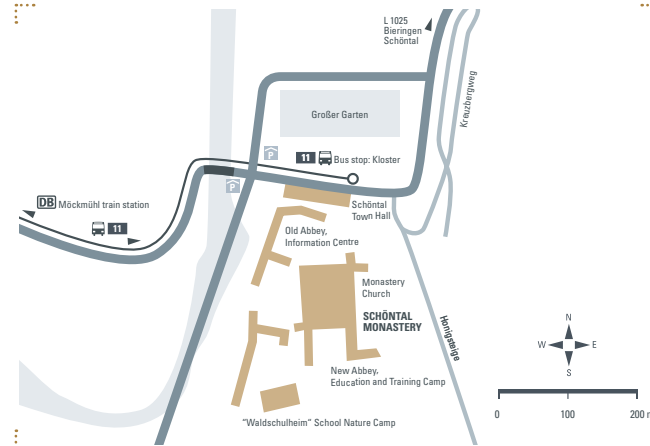 L 1025
Bieringen
Schöntal
Kreuzbergweg
Großer Garten
P
11 Bus stop: Kloster
P
DB Möckmühl train station
11
Schöntal
Town Hall
Old Abbey,
Information Centre
Monastery
Church
SCHÖNTAL
MONASTERY
Honigsteige
New Abbey,
Education and Training Camp
"Waldschulheim" School Nature Camp
N
W E
S
0 100 200 m